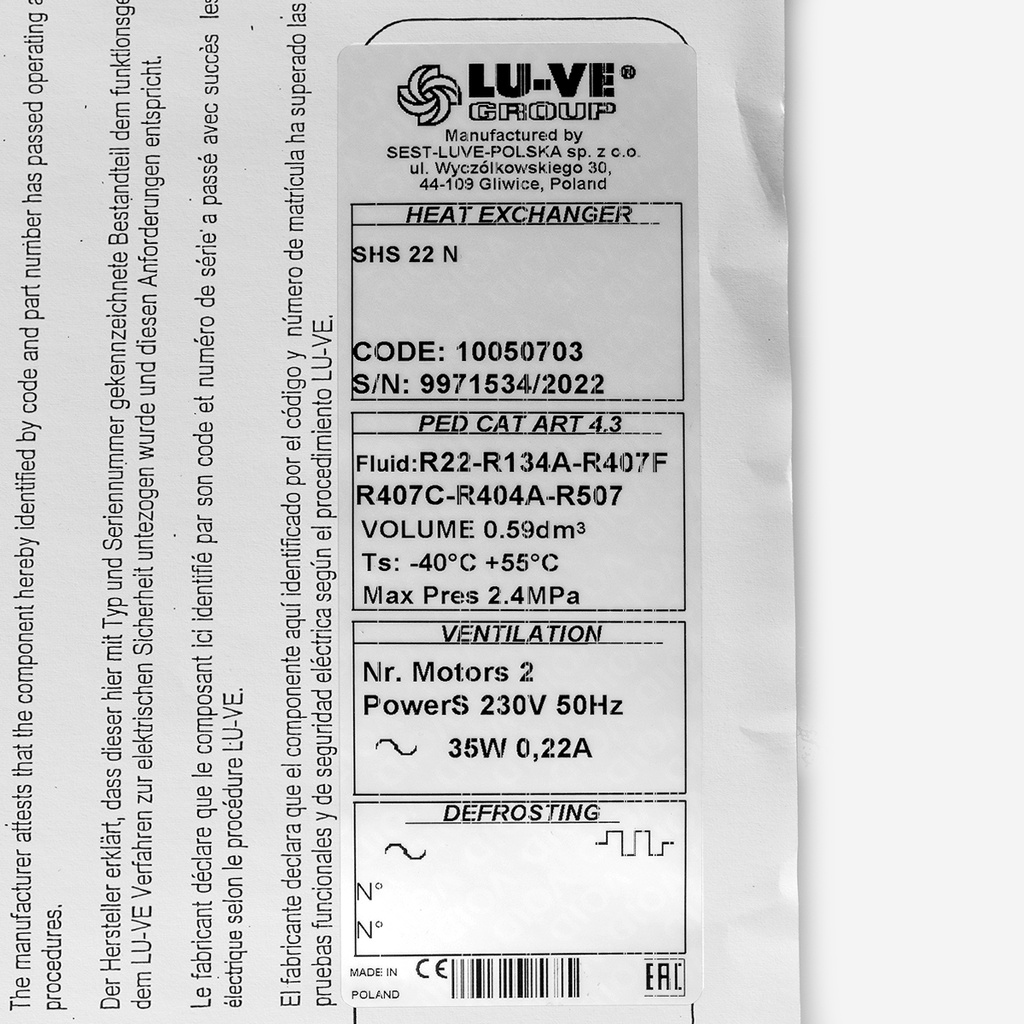 LU-VE®
GROUP
Manufactured by
SEST-LUVE-POLSKA sp. z o.o.
ul. Wyczółkowskiego 30,
44-109 Gliwice, Poland
HEAT EXCHANGER
SHS 22 N
CODE: 10050703
S/N: 9971534/2022
PED CAT ART 4.3
Fluid:R22-R134A-R407F
R407C-R404A-R507
VOLUME 0.59dm³
Ts: -40°C +55°C
Max Pres 2.4MPa
VENTILATION
Nr. Motors 2
PowerS 230V 50Hz
35W 0,22A
DEFROSTING
N°
N°
MADE IN
POLAND
CE
EAC
The manufacturer attests that the component hereby identified by code and part number has passed operating
procedures.
Der Hersteller erklärt, dass dieser hier mit Typ und Seriennummer gekennzeichnete Bestandteil dem
dem LU-VE Verfahren zur elektrischen Sicherheit untezogen wurde und diesen Anforderungen entspricht.
Le fabricant déclare que le composant ici identifié par son code et numéro de série a passé avec succès les
électrique selon le procédure LU-VE.
El fabricante declara que el componente aquí identificado por el código y número de matrícula ha superado las
pruebas funcionales y de seguridad eléctrica según el procedimiento LU-VE.